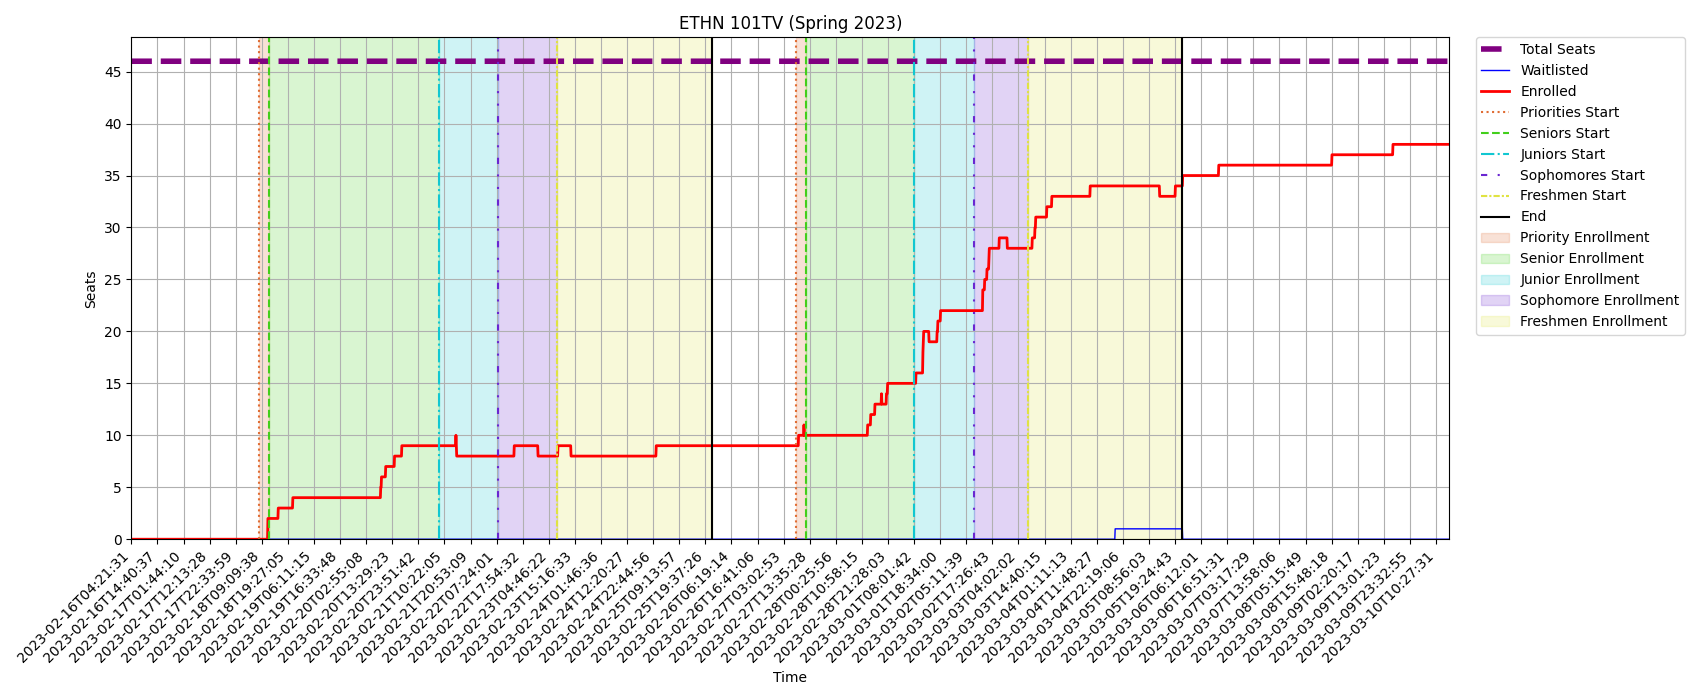 ETHN 101TV (Spring 2023)
Seats
45
40
35
30
25
20
15
10
5
0
2023-02-16T04:21:31
2023-02-16T14:40:37
2023-02-17T01:44:10
2023-02-17T12:13:28
2023-02-17T22:33:59
2023-02-18T09:09:38
2023-02-18T19:27:05
2023-02-19T06:11:15
2023-02-19T16:33:48
2023-02-20T02:55:08
2023-02-20T13:29:23
2023-02-20T23:51:42
2023-02-21T10:22:05
2023-02-21T20:53:09
2023-02-22T07:24:01
2023-02-22T17:54:32
2023-02-23T04:46:22
2023-02-23T15:16:33
2023-02-24T01:46:36
2023-02-24T12:20:27
2023-02-24T22:44:56
2023-02-25T09:13:57
2023-02-25T19:37:26
2023-02-26T06:19:14
2023-02-26T16:41:06
2023-02-27T03:02:53
2023-02-27T13:35:28
2023-02-28T00:25:56
2023-02-28T10:58:15
2023-02-28T21:28:03
2023-03-01T08:01:42
2023-03-01T18:34:00
2023-03-02T05:11:39
2023-03-02T17:26:43
2023-03-03T04:02:02
2023-03-03T14:40:15
2023-03-04T01:11:13
2023-03-04T11:48:27
2023-03-04T22:19:06
2023-03-05T08:56:03
2023-03-05T19:24:43
2023-03-06T06:12:01
2023-03-06T16:51:31
2023-03-07T03:17:29
2023-03-07T13:58:06
2023-03-08T05:15:49
2023-03-08T15:48:18
2023-03-09T02:20:17
2023-03-09T13:01:23
2023-03-09T23:32:55
2023-03-10T10:27:31
Time
Total Seats
Waitlisted
Enrolled
Priorities Start
Seniors Start
Juniors Start
Sophomores Start
Freshmen Start
End
Priority Enrollment
Senior Enrollment
Junior Enrollment
Sophomore Enrollment
Freshmen Enrollment